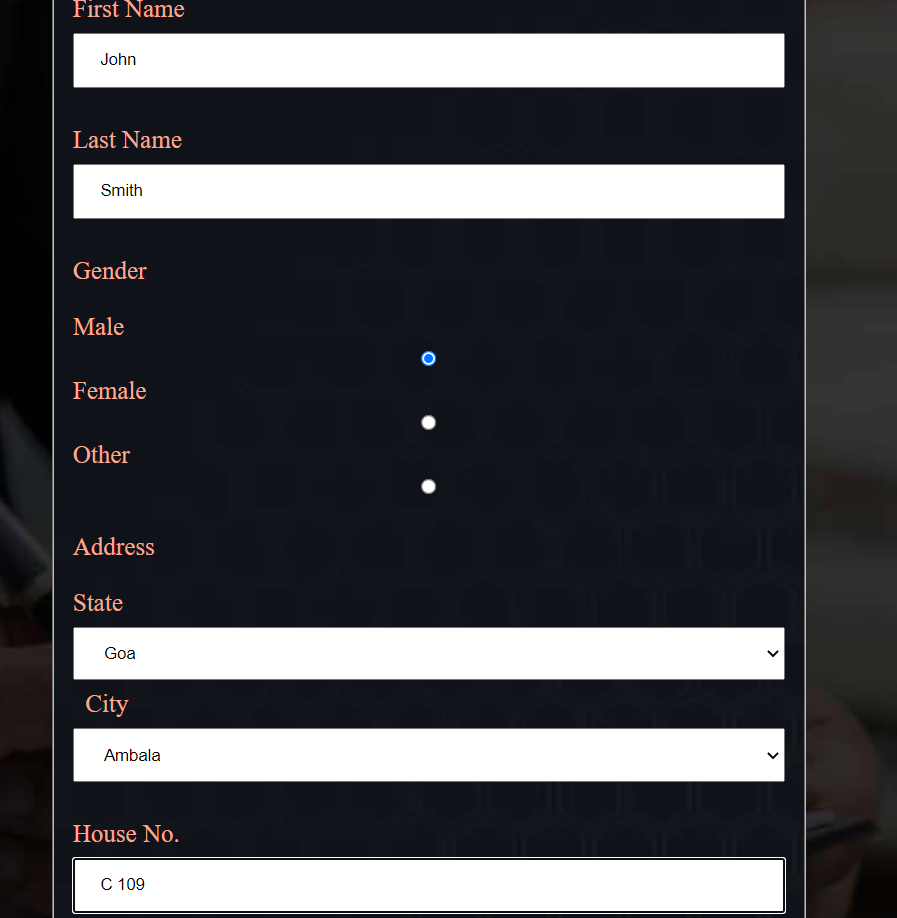 First Name
John
Last Name
Smith
Gender
Male
Female
Other
Address
State
Goa
City
Ambala
House No.
C 109